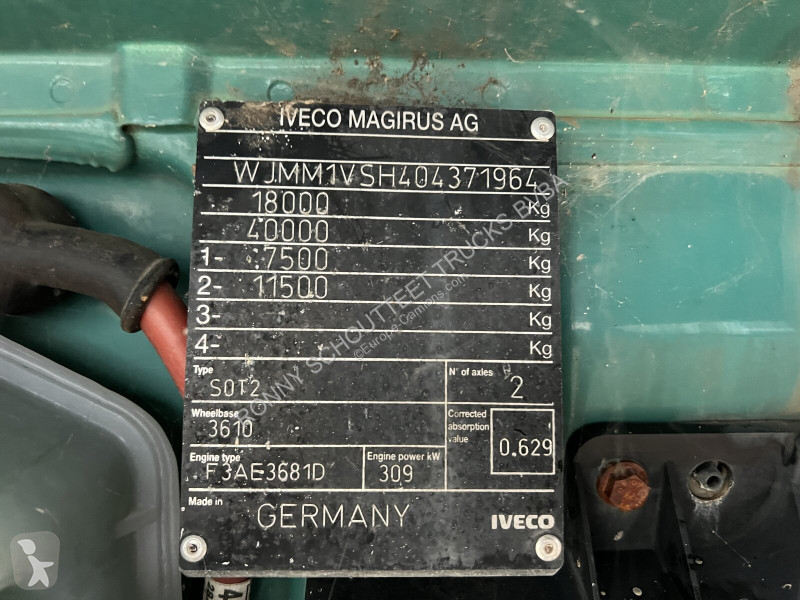 IVECO MAGIRUS AG
WJMM1VSH404371964
18000 Kg
40000 Kg
1- 7500 Kg
2- 11500 Kg
3- Kg
4- Kg
Type
S0T2
N° of axles
2
Wheelbase
3610
Corrected absorption value
0.629
Engine type
F3AE3681D
Engine power kW
309
Made in
GERMANY
IVECO
RONNY SCHOUTTEET TRUCKS BVBA
©Europe-Camions.com